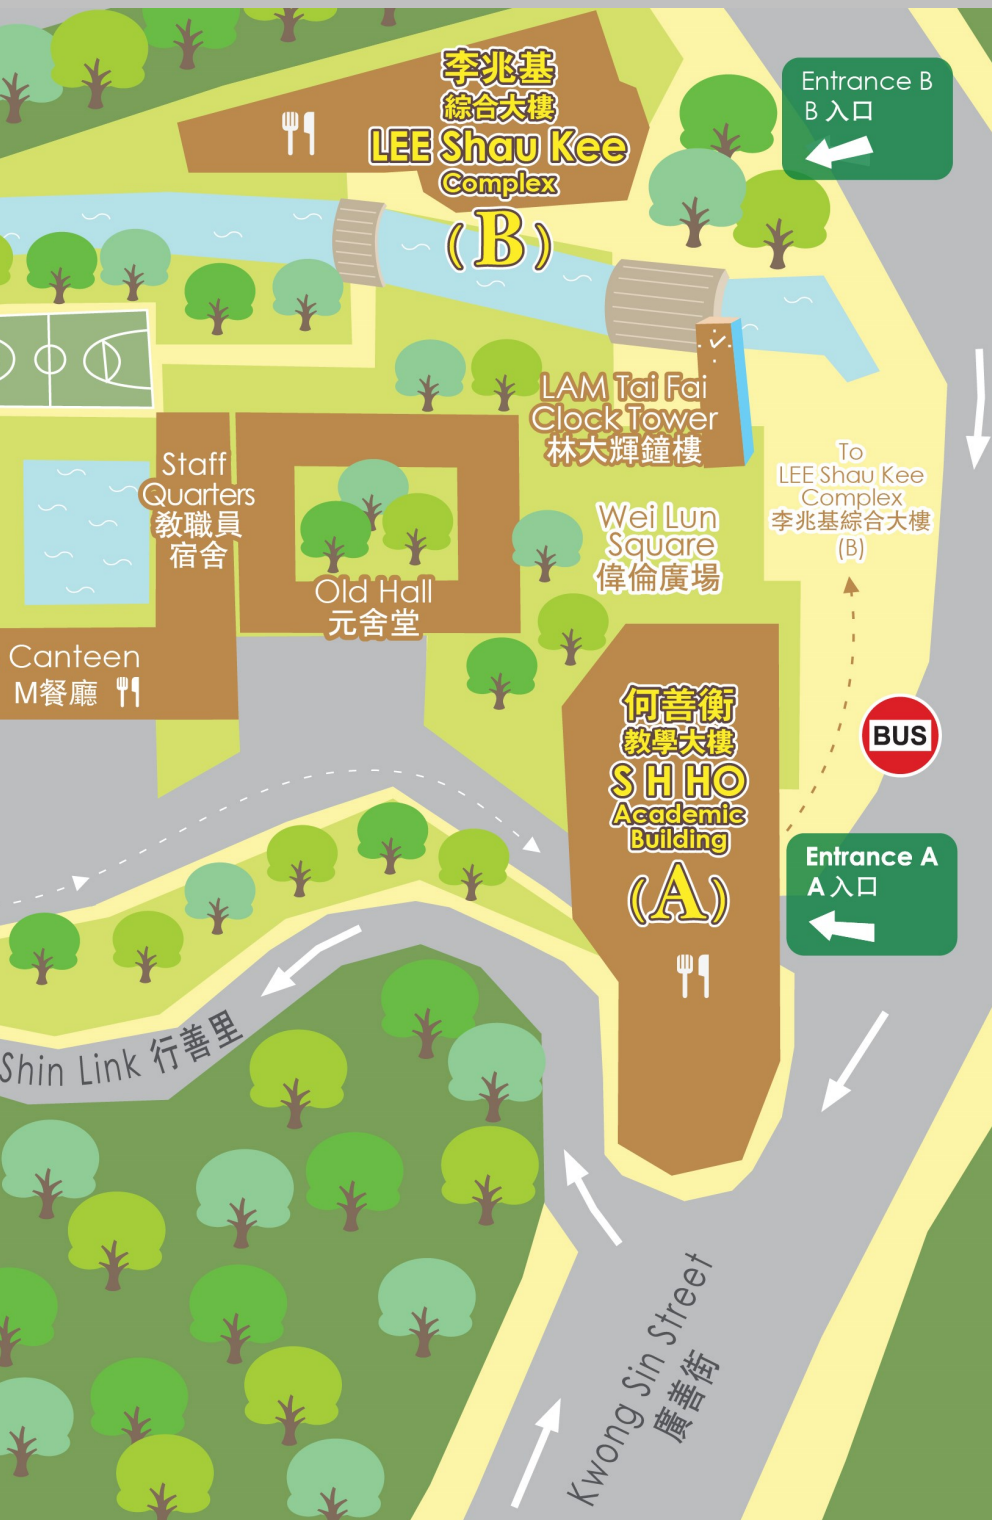 李兆基
綜合大樓
LEE Shau Kee
Complex
(B)
Entrance B
B 入口
LAM Tai Fai
Clock Tower
林大輝鐘樓
Staff
Quarters
教職員
宿舍
To
LEE Shau Kee
Complex
李兆基綜合大樓
(B)
Wei Lun
Square
偉倫廣場
Old Hall
元舍堂
Canteen
M餐廳
何善衡
教學大樓
S H HO
Academic
Building
(A)
BUS
Entrance A
A 入口
Shin Link 行善里
Kwong Sin Street
廣善街